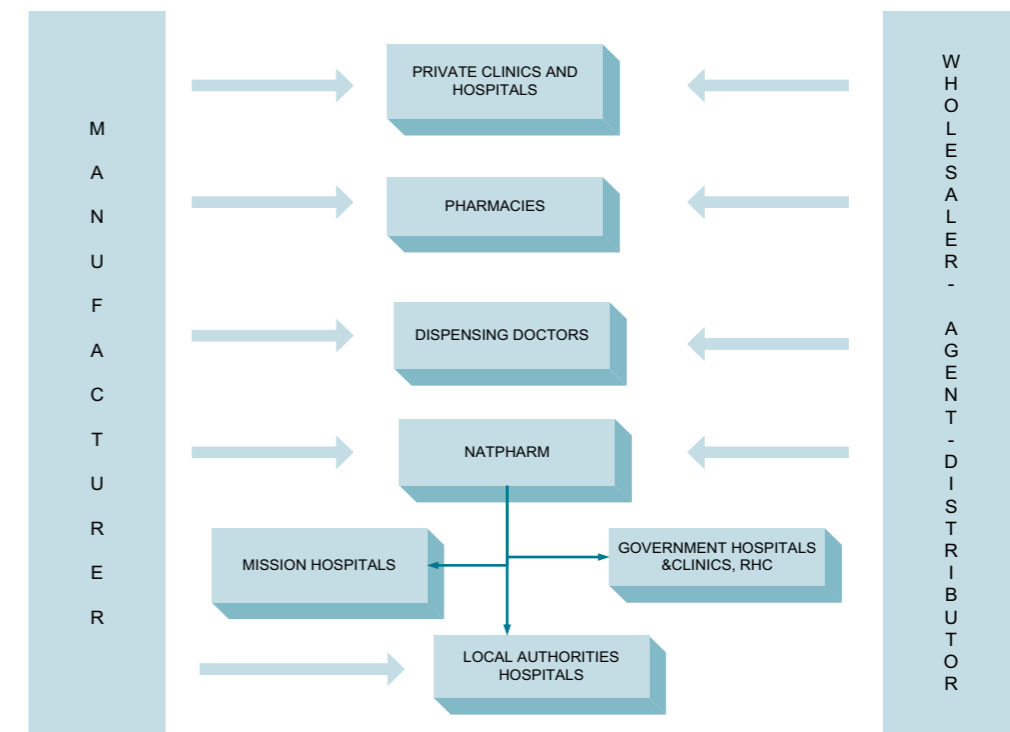 MANUFACTURER
PRIVATE CLINICS AND
HOSPITALS
PHARMACIES
DISPENSING DOCTORS
NATPHARM
MISSION HOSPITALS
GOVERNMENT HOSPITALS
&CLINICS, RHC
LOCAL AUTHORITIES
HOSPITALS
WHOLESALER- AGENT-DISTRIBUTOR